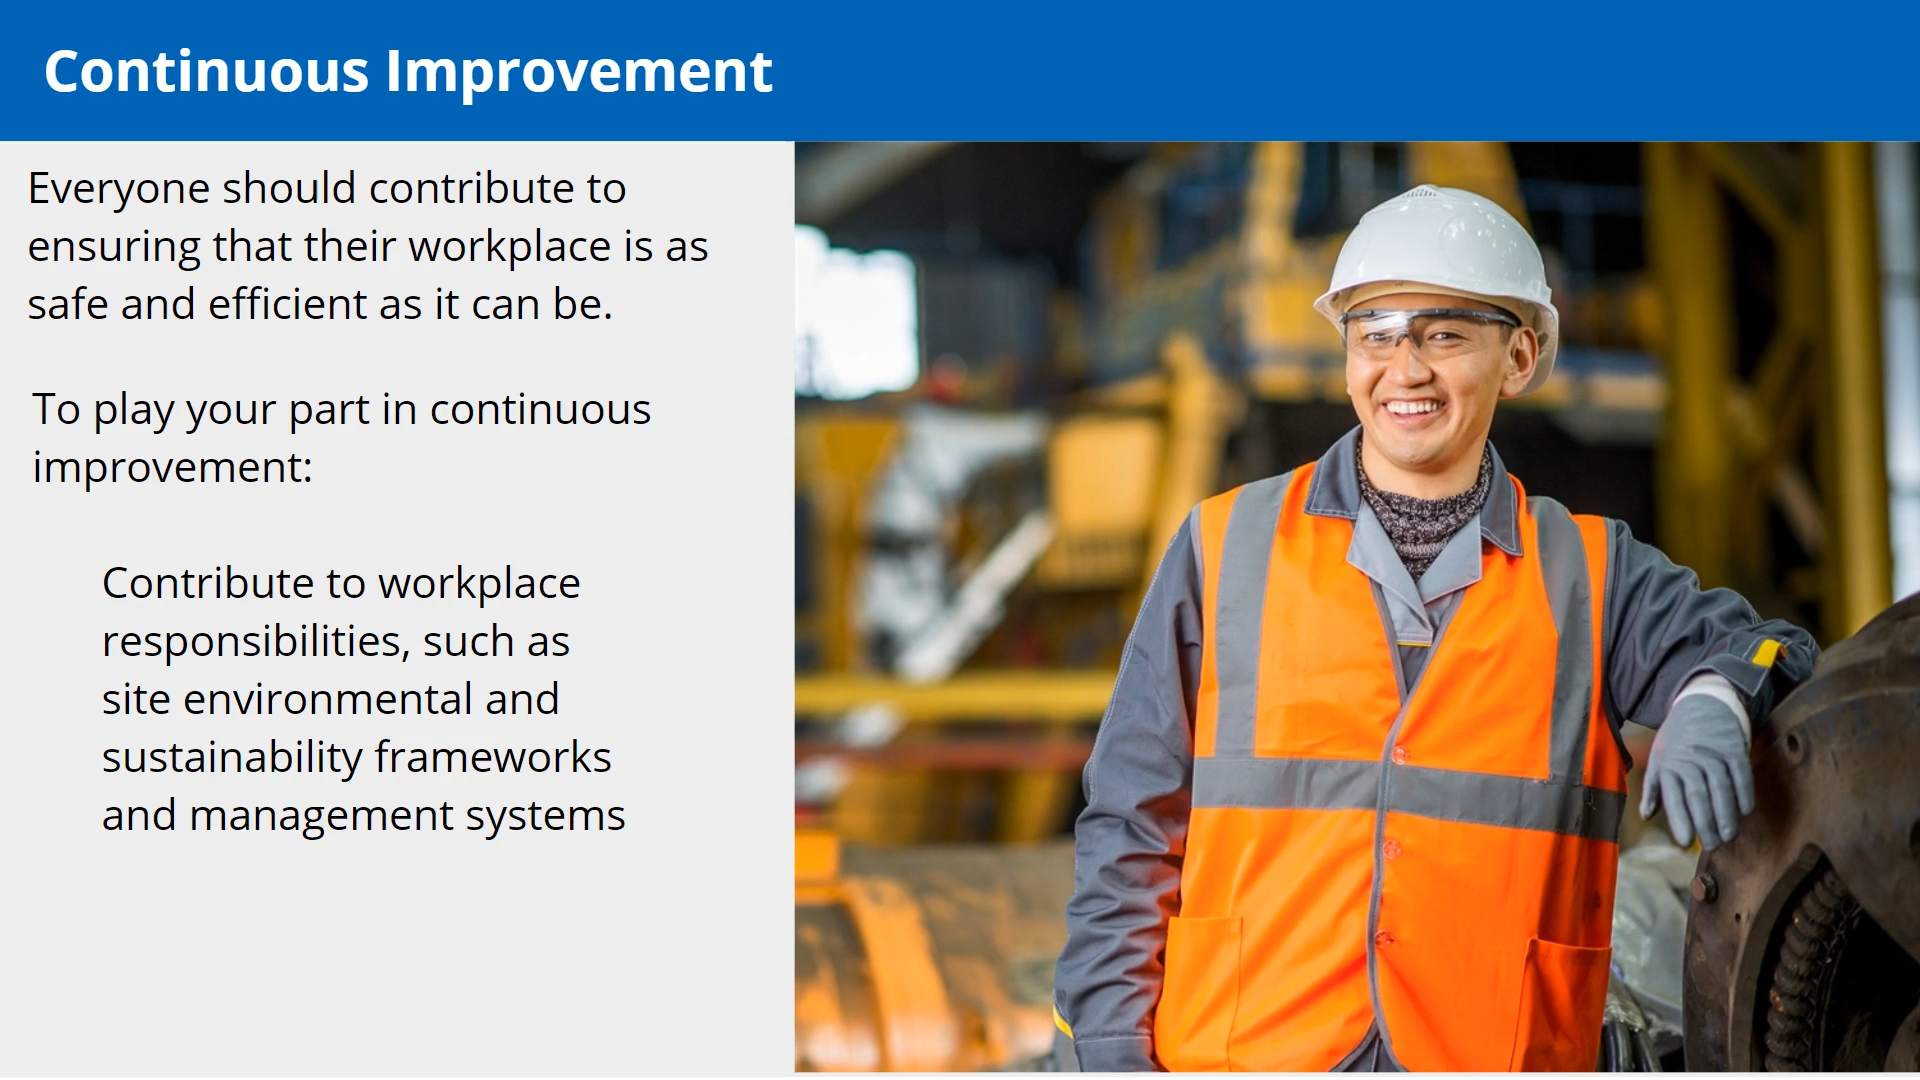 Continuous Improvement
Everyone should contribute to
ensuring that their workplace is as
safe and efficient as it can be.
To play your part in continuous
improvement:
Contribute to workplace
responsibilities, such as
site environmental and
sustainability frameworks
and management systems